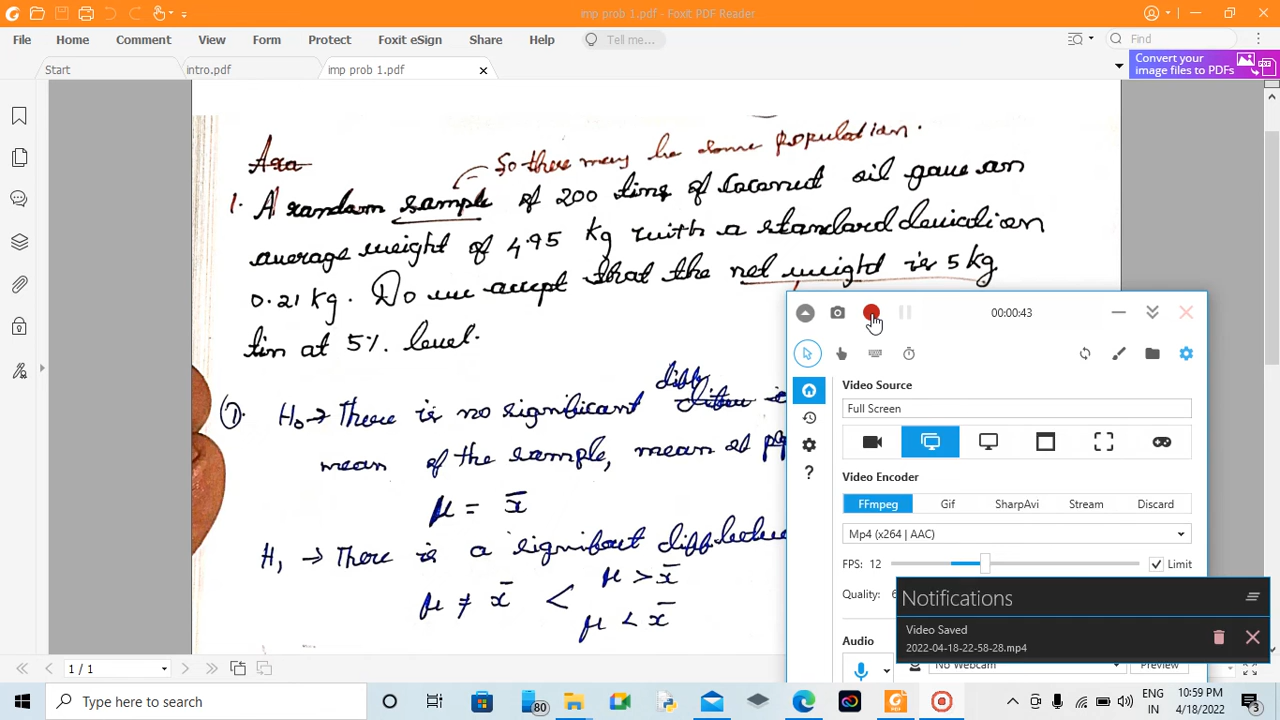 imp prob 1.pdf - Foxit PDF Reader
File Home Comment View Form Protect Foxit eSign Share Help Tell me... Find
Start intro.pdf imp prob 1.pdf
Convert your
image files to PDFs
So there may be some population.
1. A random sample of 200 tins of coconut oil gave an
average weight of 4.95 kg with a standard deviation
0.21 kg. Do we accept that the net weight is 5 kg
tin at 5% level.
①. H₀→ There is no significant diff
mean of the sample, mean at
μ = x̄
H₁ → There is a significant
μ ≠ x̄ < μ > x̄
μ < x̄
00:00:43
Video Source
Full Screen
Video Encoder
FFmpeg Gif SharpAvi Stream Discard
Mp4 (x264 | AAC)
FPS: 12 Limit
Quality:
Audio
No Webcam Preview
Notifications
Video Saved
2022-04-18-22-58-28.mp4
1 / 1
Type here to search
80
ENG
IN
10:59 PM
4/18/2022
3